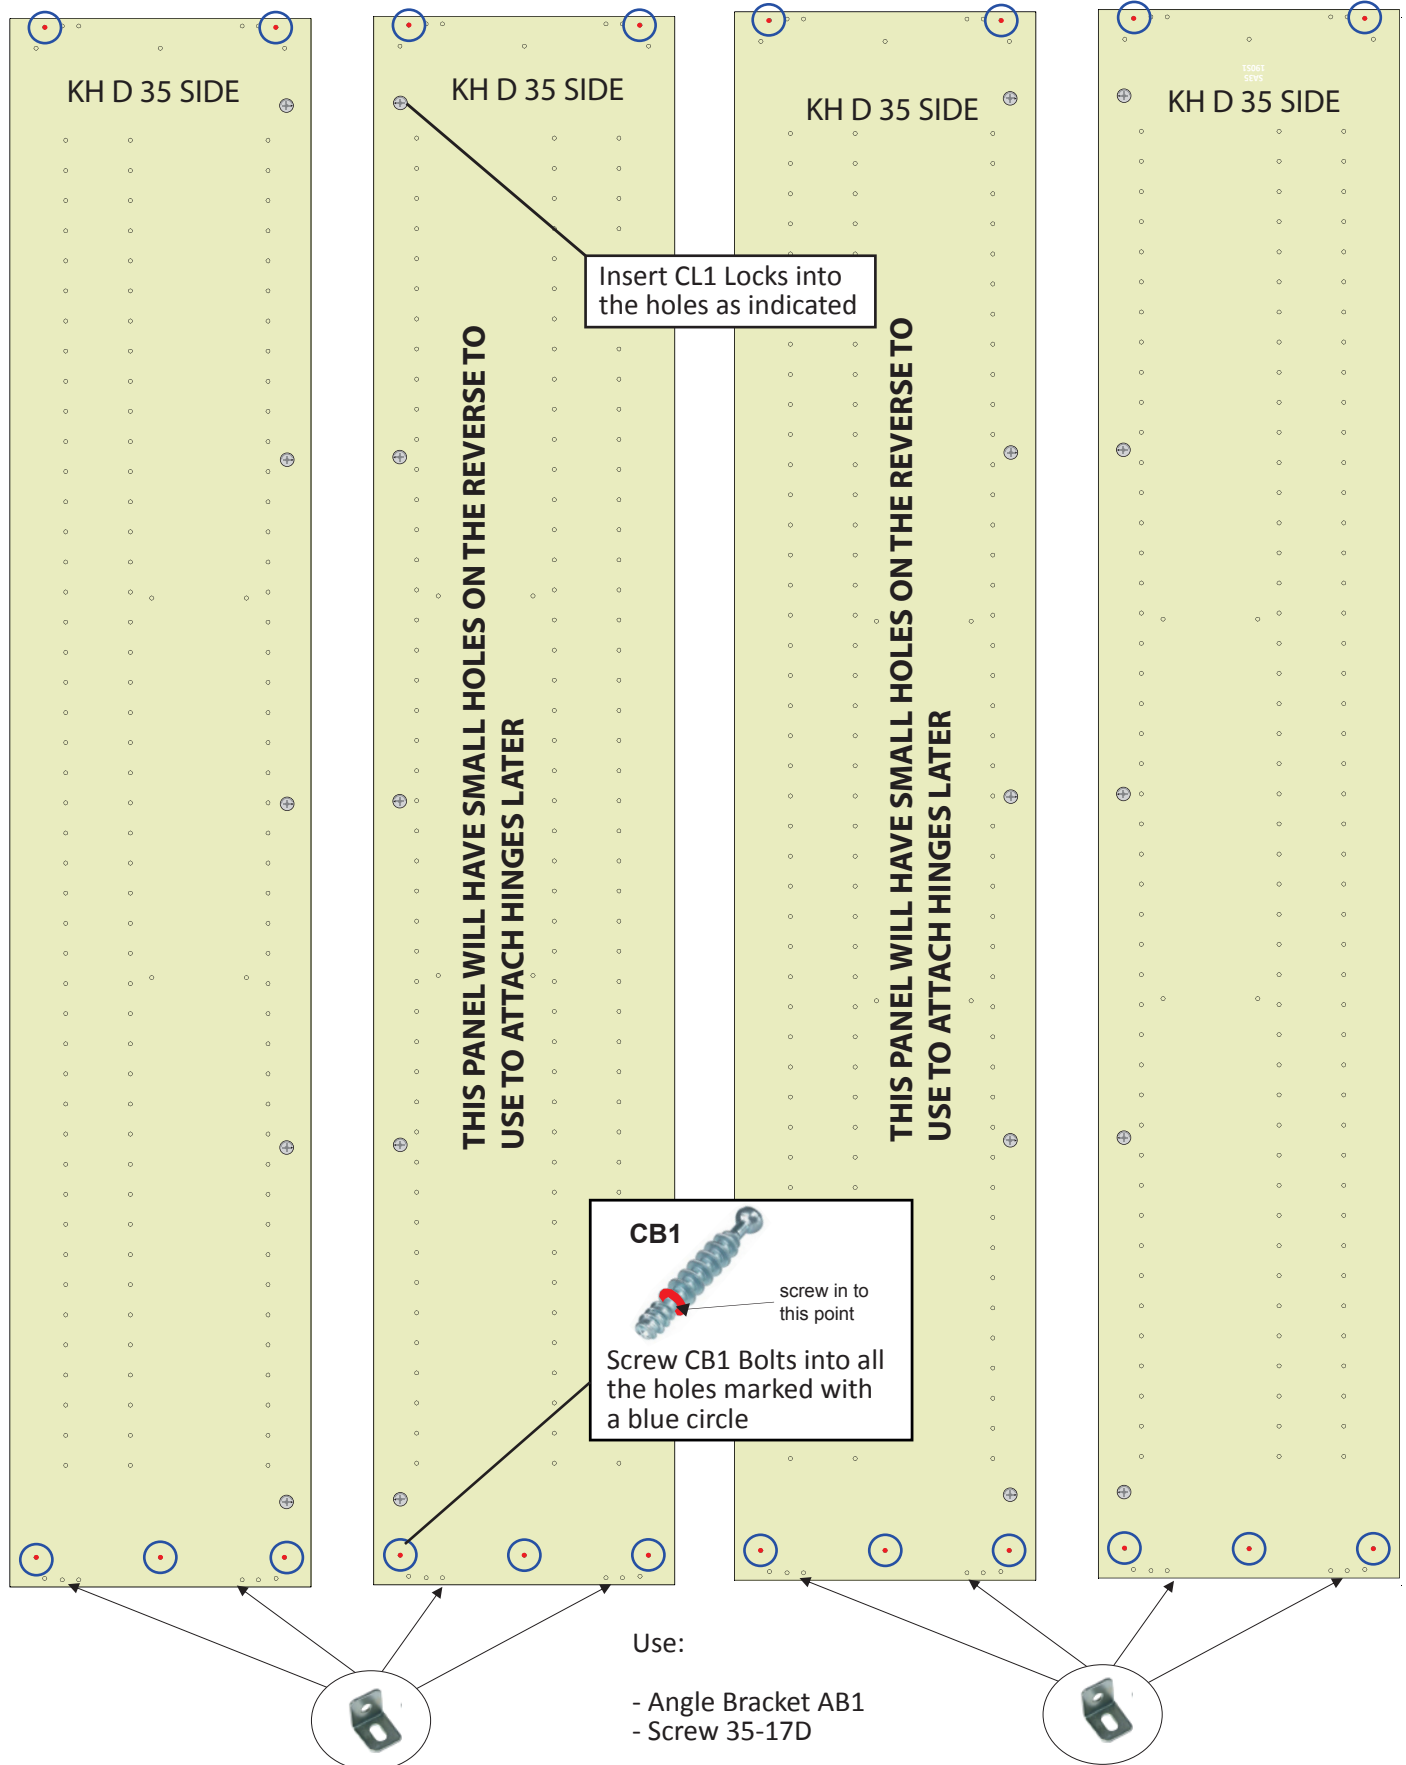 KH D 35 SIDE
KH D 35 SIDE
KH D 35 SIDE
KH D 35 SIDE
SA3S
19051
Insert CL1 Locks into
the holes as indicated
THIS PANEL WILL HAVE SMALL HOLES ON THE REVERSE TO
USE TO ATTACH HINGES LATER
THIS PANEL WILL HAVE SMALL HOLES ON THE REVERSE TO
USE TO ATTACH HINGES LATER
CB1
screw in to
this point
Screw CB1 Bolts into all
the holes marked with
a blue circle
Use:
- Angle Bracket AB1
- Screw 35-17D